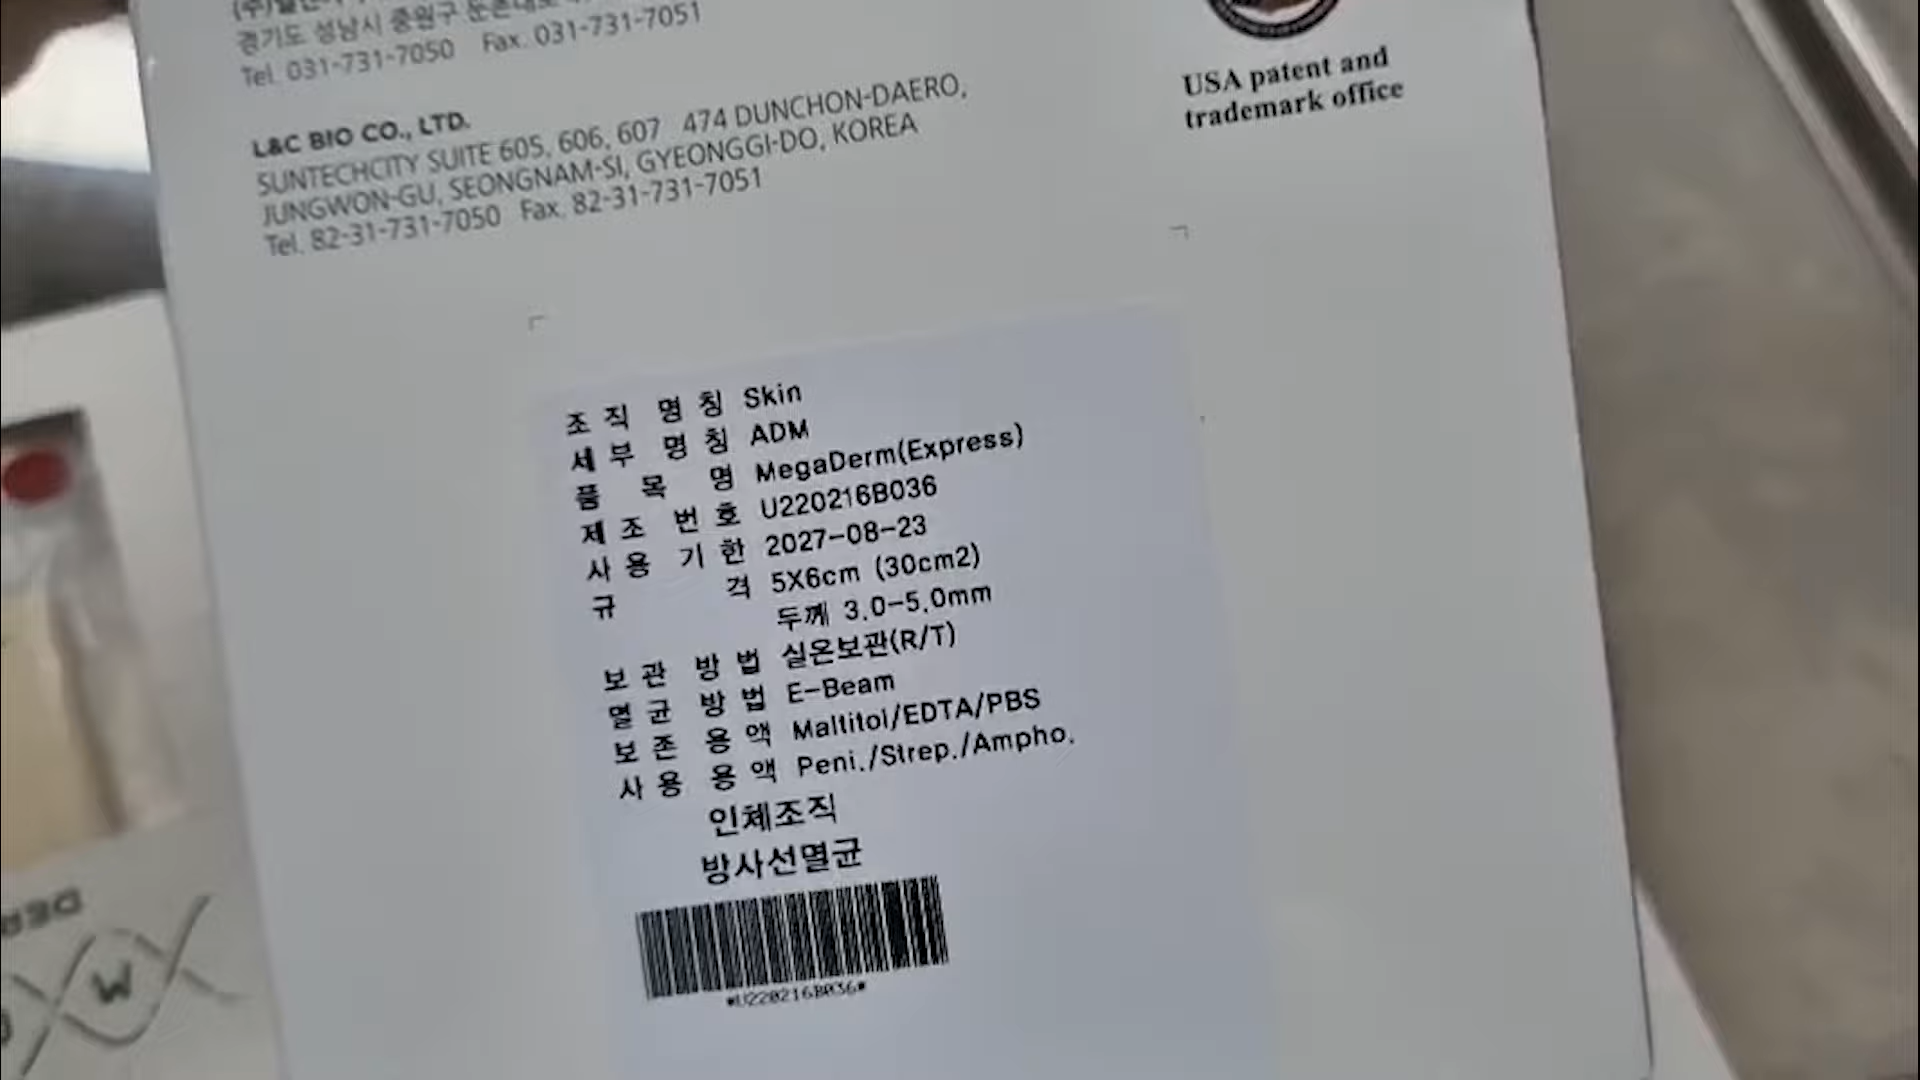 경기도 성남시 중원구 둔촌대로
Tel. 031-731-7050 Fax. 031-731-7051
L&C BIO CO., LTD.
SUNTECHCITY SUITE 605, 606, 607 474 DUNCHON-DAERO,
JUNGWON-GU, SEONGNAM-SI, GYEONGGI-DO, KOREA
Tel. 82-31-731-7050 Fax. 82-31-731-7051
USA patent and
trademark office
조직 명칭 Skin
세부 명칭 ADM
품목명 MegaDerm(Express)
제조 번호 U220216B036
사용 기한 2027-08-23
규격 5X6cm (30cm2)
두께 3.0-5.0mm
보관 방법 실온보관(R/T)
멸균 방법 E-Beam
보존 용액 Maltitol/EDTA/PBS
사용 용액 Peni./Strep./Ampho.
인체조직
방사선멸균
*U220216B036*
W